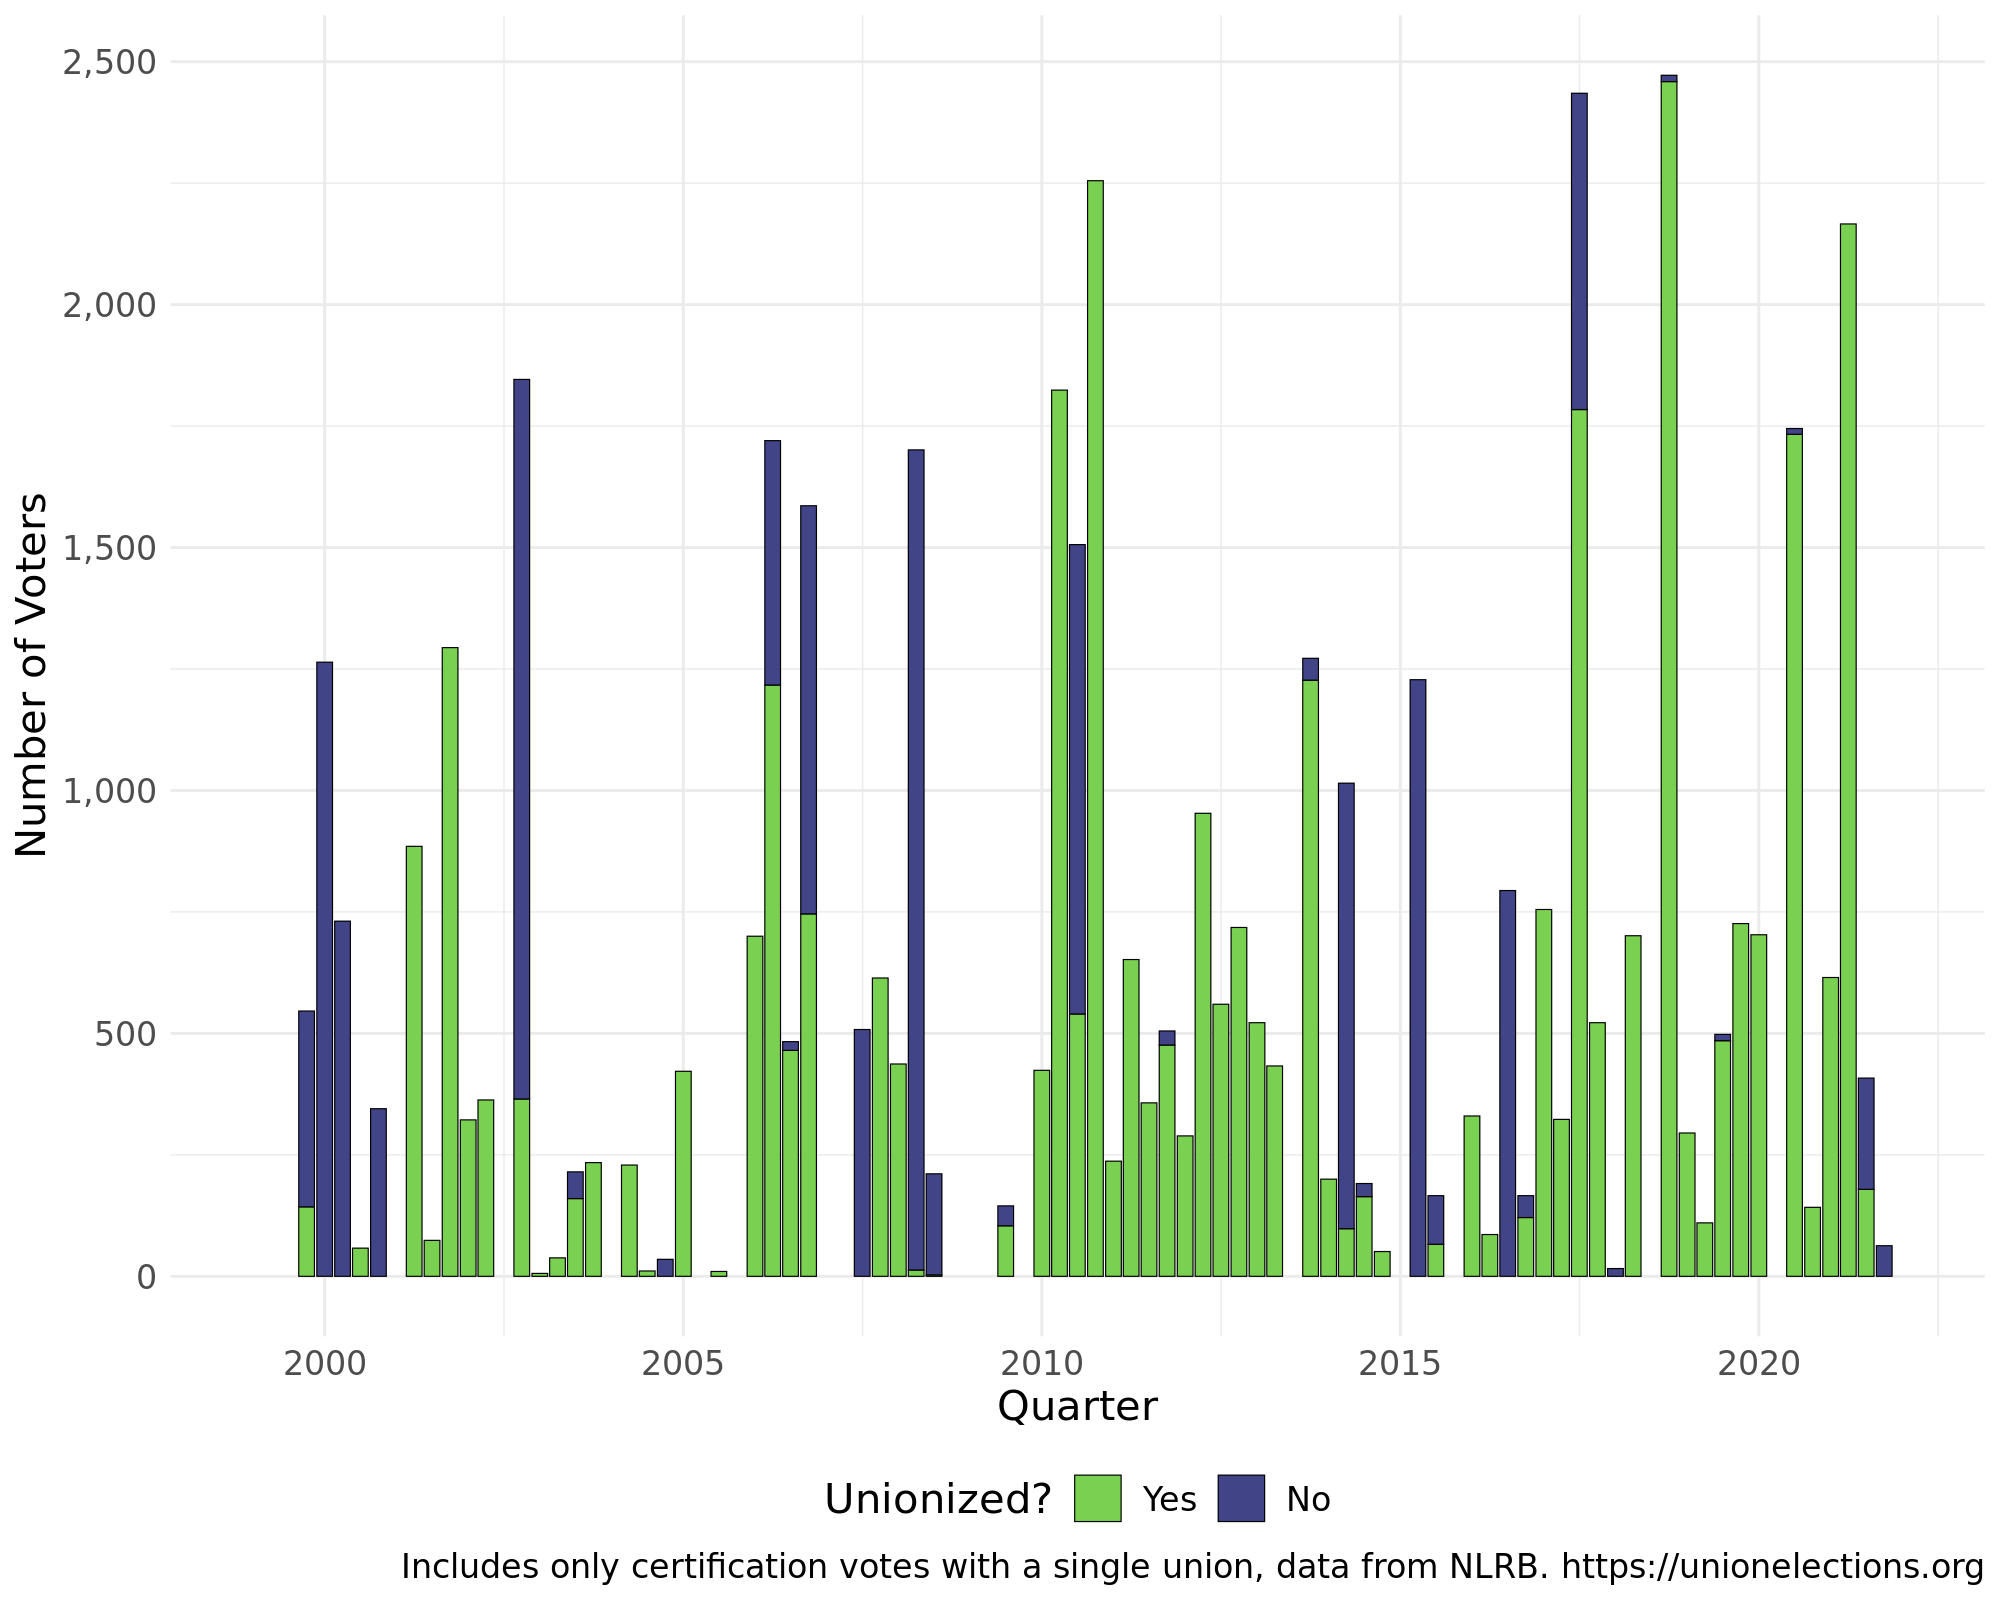 2,500
2,000
1,500
1,000
500
0
Number of Voters
2000 2005 2010 2015 2020
Quarter
Unionized? Yes No
Includes only certification votes with a single union, data from NLRB. https://unionelections.org